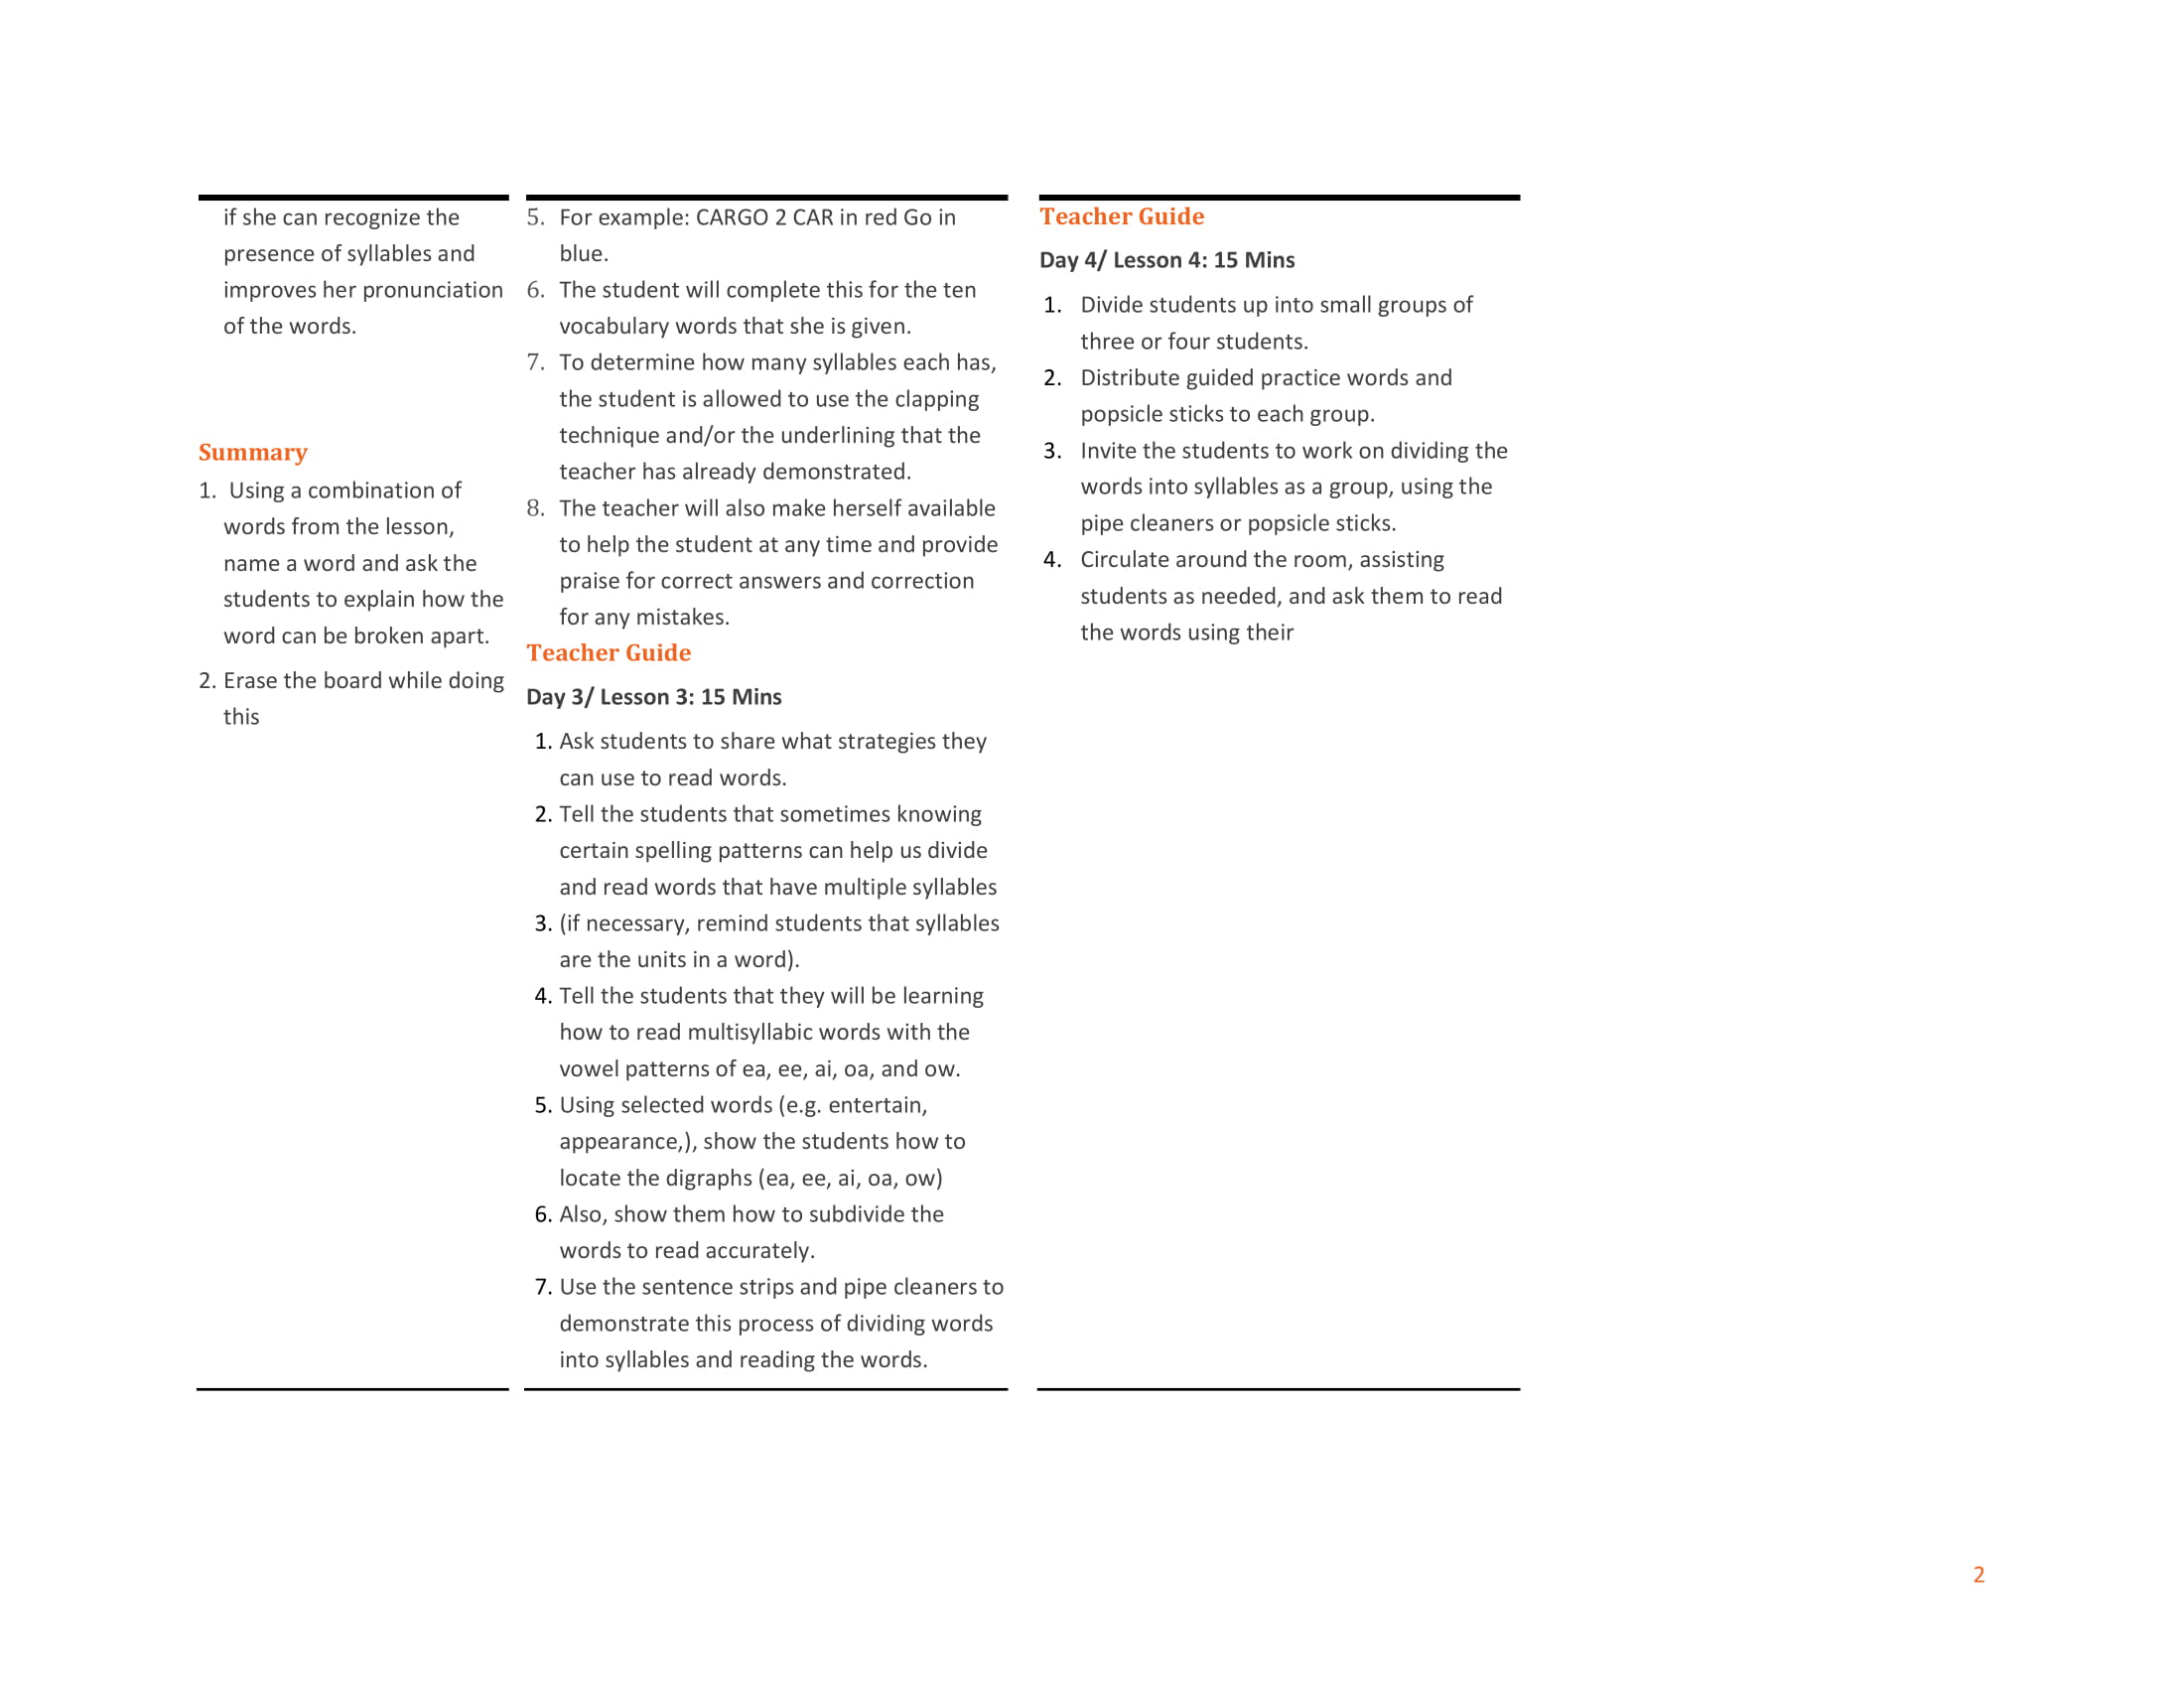 if she can recognize the
presence of syllables and
improves her pronunciation
of the words.
Summary
1. Using a combination of
words from the lesson,
name a word and ask the
students to explain how the
word can be broken apart.
2. Erase the board while doing
this
5. For example: CARGO 2 CAR in red Go in
blue.
6. The student will complete this for the ten
vocabulary words that she is given.
7. To determine how many syllables each has,
the student is allowed to use the clapping
technique and/or the underlining that the
teacher has already demonstrated.
8. The teacher will also make herself available
to help the student at any time and provide
praise for correct answers and correction
for any mistakes.
Teacher Guide
Day 3/ Lesson 3: 15 Mins
1. Ask students to share what strategies they
can use to read words.
2. Tell the students that sometimes knowing
certain spelling patterns can help us divide
and read words that have multiple syllables
3. (if necessary, remind students that syllables
are the units in a word).
4. Tell the students that they will be learning
how to read multisyllabic words with the
vowel patterns of ea, ee, ai, oa, and ow.
5. Using selected words (e.g. entertain,
appearance,), show the students how to
locate the digraphs (ea, ee, ai, oa, ow)
6. Also, show them how to subdivide the
words to read accurately.
7. Use the sentence strips and pipe cleaners to
demonstrate this process of dividing words
into syllables and reading the words.
Teacher Guide
Day 4/ Lesson 4: 15 Mins
1. Divide students up into small groups of
three or four students.
2. Distribute guided practice words and
popsicle sticks to each group.
3. Invite the students to work on dividing the
words into syllables as a group, using the
pipe cleaners or popsicle sticks.
4. Circulate around the room, assisting
students as needed, and ask them to read
the words using their
2